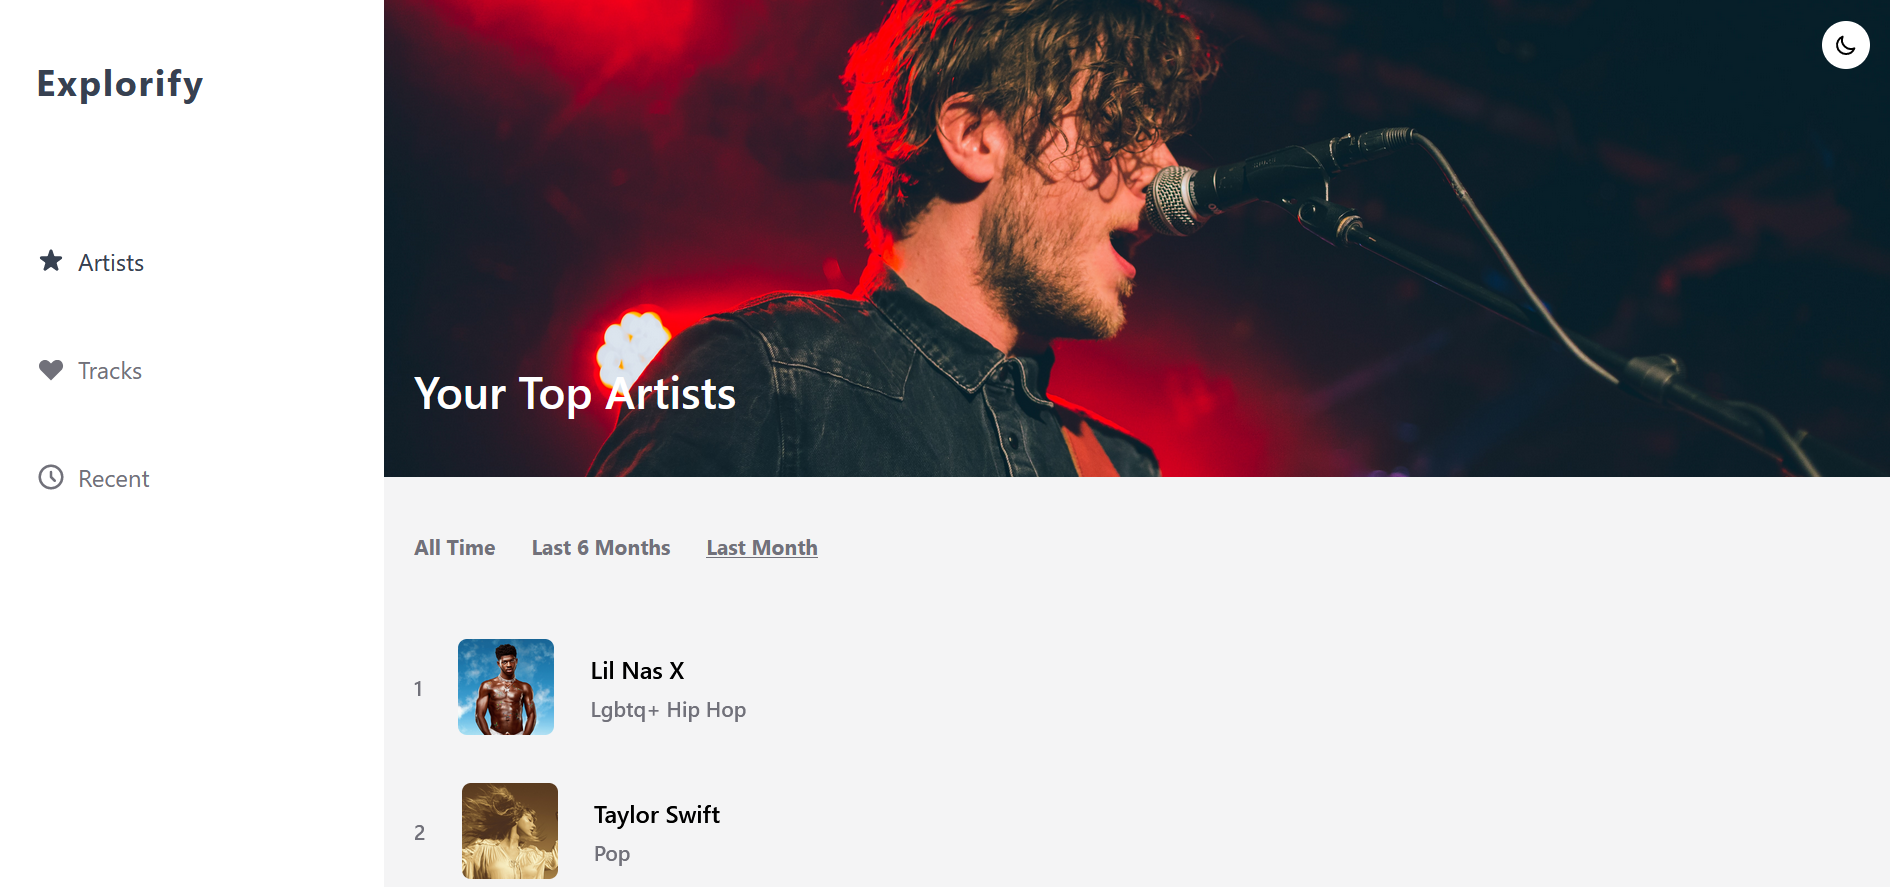 Explorify
Artists
Tracks
Recent
Your Top Artists
All Time Last 6 Months Last Month
1
Lil Nas X
Lgbtq+ Hip Hop
2
Taylor Swift
Pop